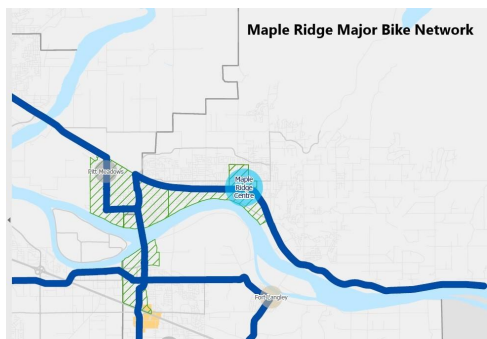 Maple Ridge Major Bike Network
Pitt Meadows
Maple
Ridge
Centre
Fort Langley